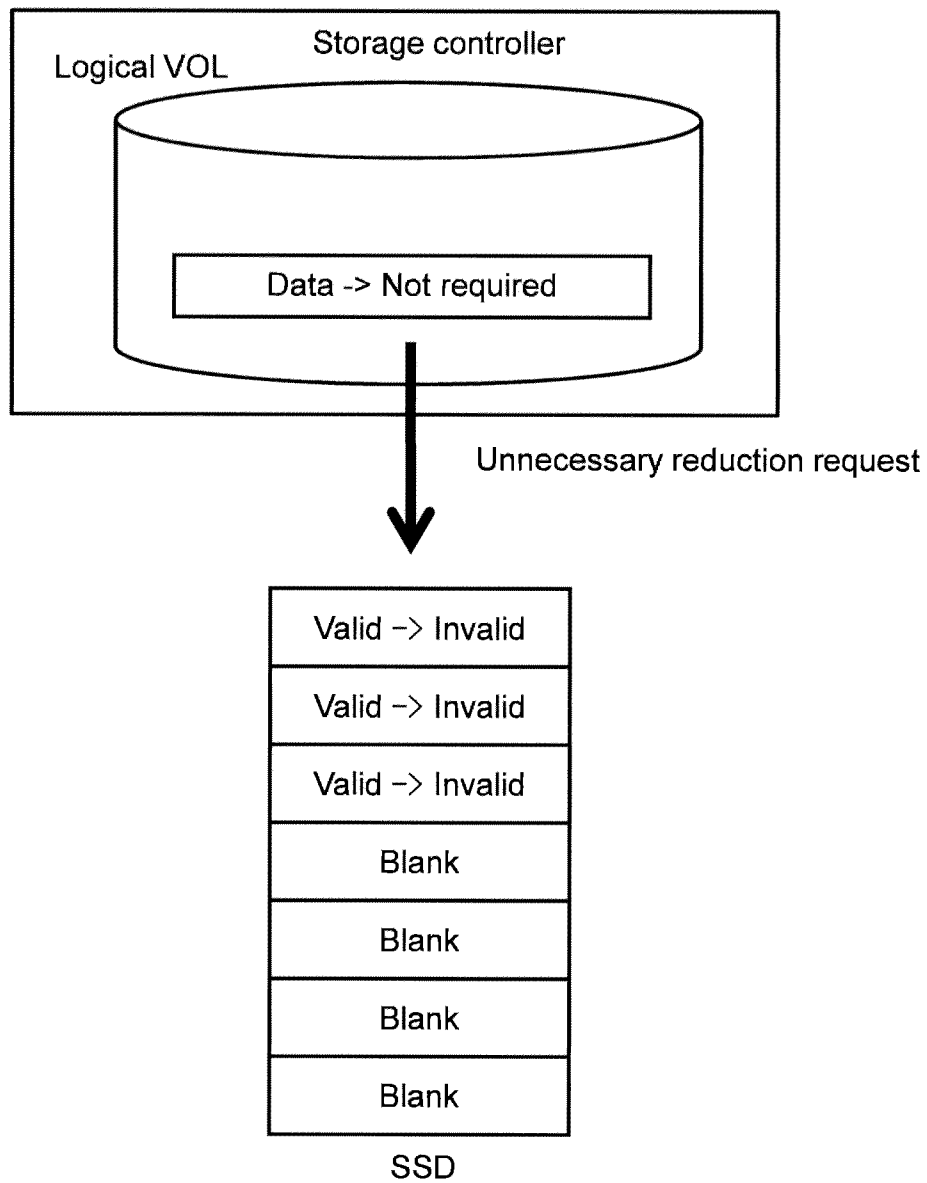 Storage controller
Logical VOL
Data -> Not required
Unnecessary reduction request
Valid -> Invalid
Valid -> Invalid
Valid -> Invalid
Blank
Blank
Blank
Blank
SSD